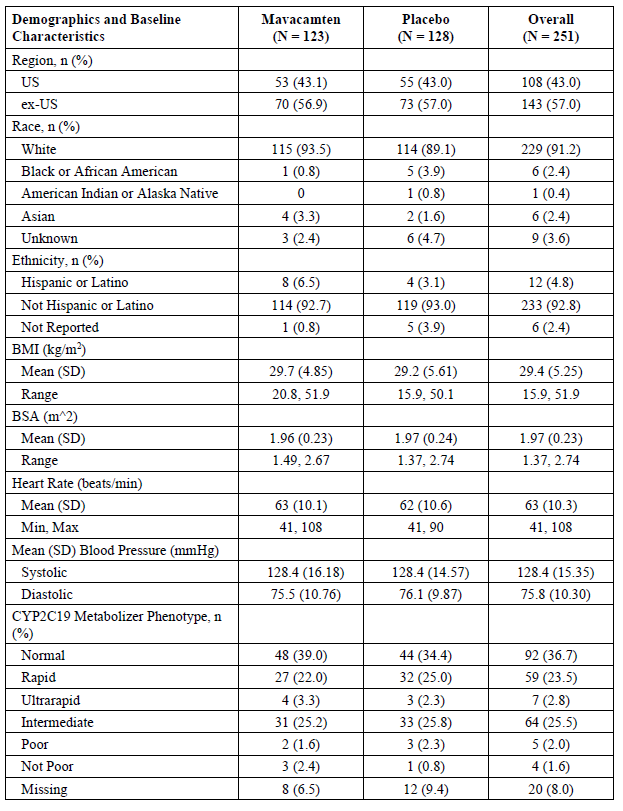 Demographics and Baseline Characteristics | Mavacamten (N = 123) | Placebo (N = 128) | Overall (N = 251)
Region, n (%)
US | 53 (43.1) | 55 (43.0) | 108 (43.0)
ex-US | 70 (56.9) | 73 (57.0) | 143 (57.0)
Race, n (%)
White | 115 (93.5) | 114 (89.1) | 229 (91.2)
Black or African American | 1 (0.8) | 5 (3.9) | 6 (2.4)
American Indian or Alaska Native | 0 | 1 (0.8) | 1 (0.4)
Asian | 4 (3.3) | 2 (1.6) | 6 (2.4)
Unknown | 3 (2.4) | 6 (4.7) | 9 (3.6)
Ethnicity, n (%)
Hispanic or Latino | 8 (6.5) | 4 (3.1) | 12 (4.8)
Not Hispanic or Latino | 114 (92.7) | 119 (93.0) | 233 (92.8)
Not Reported | 1 (0.8) | 5 (3.9) | 6 (2.4)
BMI (kg/m²)
Mean (SD) | 29.7 (4.85) | 29.2 (5.61) | 29.4 (5.25)
Range | 20.8, 51.9 | 15.9, 50.1 | 15.9, 51.9
BSA (m^2)
Mean (SD) | 1.96 (0.23) | 1.97 (0.24) | 1.97 (0.23)
Range | 1.49, 2.67 | 1.37, 2.74 | 1.37, 2.74
Heart Rate (beats/min)
Mean (SD) | 63 (10.1) | 62 (10.6) | 63 (10.3)
Min, Max | 41, 108 | 41, 90 | 41, 108
Mean (SD) Blood Pressure (mmHg)
Systolic | 128.4 (16.18) | 128.4 (14.57) | 128.4 (15.35)
Diastolic | 75.5 (10.76) | 76.1 (9.87) | 75.8 (10.30)
CYP2C19 Metabolizer Phenotype, n (%)
Normal | 48 (39.0) | 44 (34.4) | 92 (36.7)
Rapid | 27 (22.0) | 32 (25.0) | 59 (23.5)
Ultrarapid | 4 (3.3) | 3 (2.3) | 7 (2.8)
Intermediate | 31 (25.2) | 33 (25.8) | 64 (25.5)
Poor | 2 (1.6) | 3 (2.3) | 5 (2.0)
Not Poor | 3 (2.4) | 1 (0.8) | 4 (1.6)
Missing | 8 (6.5) | 12 (9.4) | 20 (8.0)